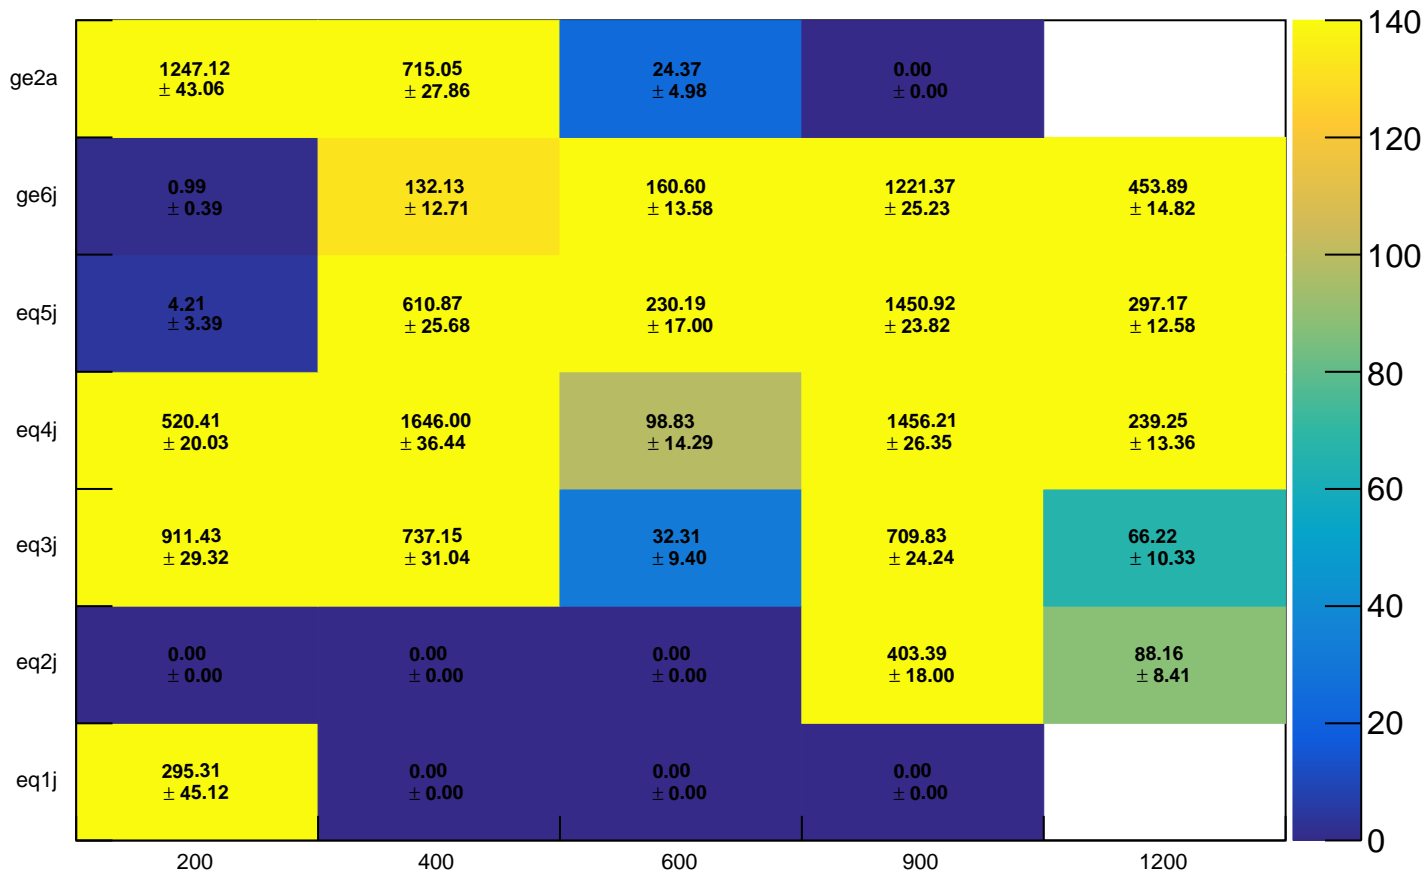 140
1247.12 715.05 24.37 0.00
ge2a
± 43.06 ± 27.86 ± 4.98 ± 0.00
120
0.99 132.13 160.60 1221.37 453.89
ge6j
± 0.39 ± 12.71 ± 13.58 ± 25.23 ± 14.82
100
4.21 610.87 230.19 1450.92 297.17
eq5j
± 3.39 ± 25.68 ± 17.00 ± 23.82 ± 12.58
80
520.41 1646.00 98.83 1456.21 239.25
eq4j
± 20.03 ± 36.44 ± 14.29 ± 26.35 ± 13.36
60
911.43 737.15 32.31 709.83 66.22
eq3j
± 29.32 ± 31.04 ± 9.40 ± 24.24 ± 10.33
40
0.00 0.00 0.00 403.39 88.16
eq2j
± 0.00 ± 0.00 ± 0.00 ± 18.00 ± 8.41
20
295.31 0.00 0.00 0.00
eq1j
± 45.12 ± 0.00 ± 0.00 ± 0.00
0
200 400 600 900 1200